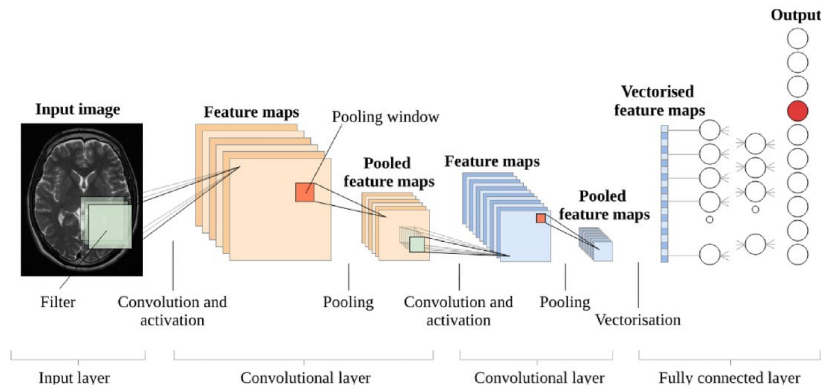 Output
Vectorised
feature maps
Input image
Feature maps
Pooling window
Pooled
feature maps
Feature maps
Pooled
feature maps
Filter
Convolution and
activation
Pooling
Convolution and
activation
Pooling
Vectorisation
Input layer
Convolutional layer
Convolutional layer
Fully connected layer